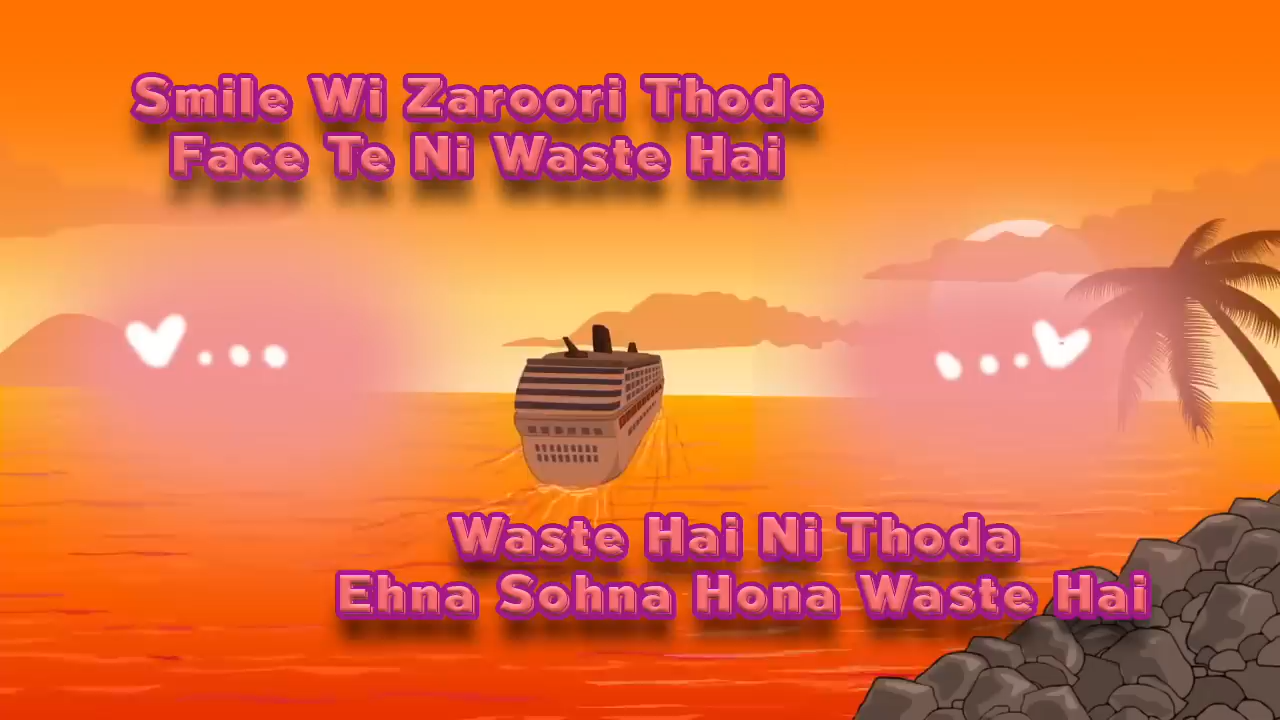 Smile Wi Zaroori Thode
Face Te Ni Waste Hai
Waste Hai Ni Thoda
Ehna Sohna Hona Waste Hai